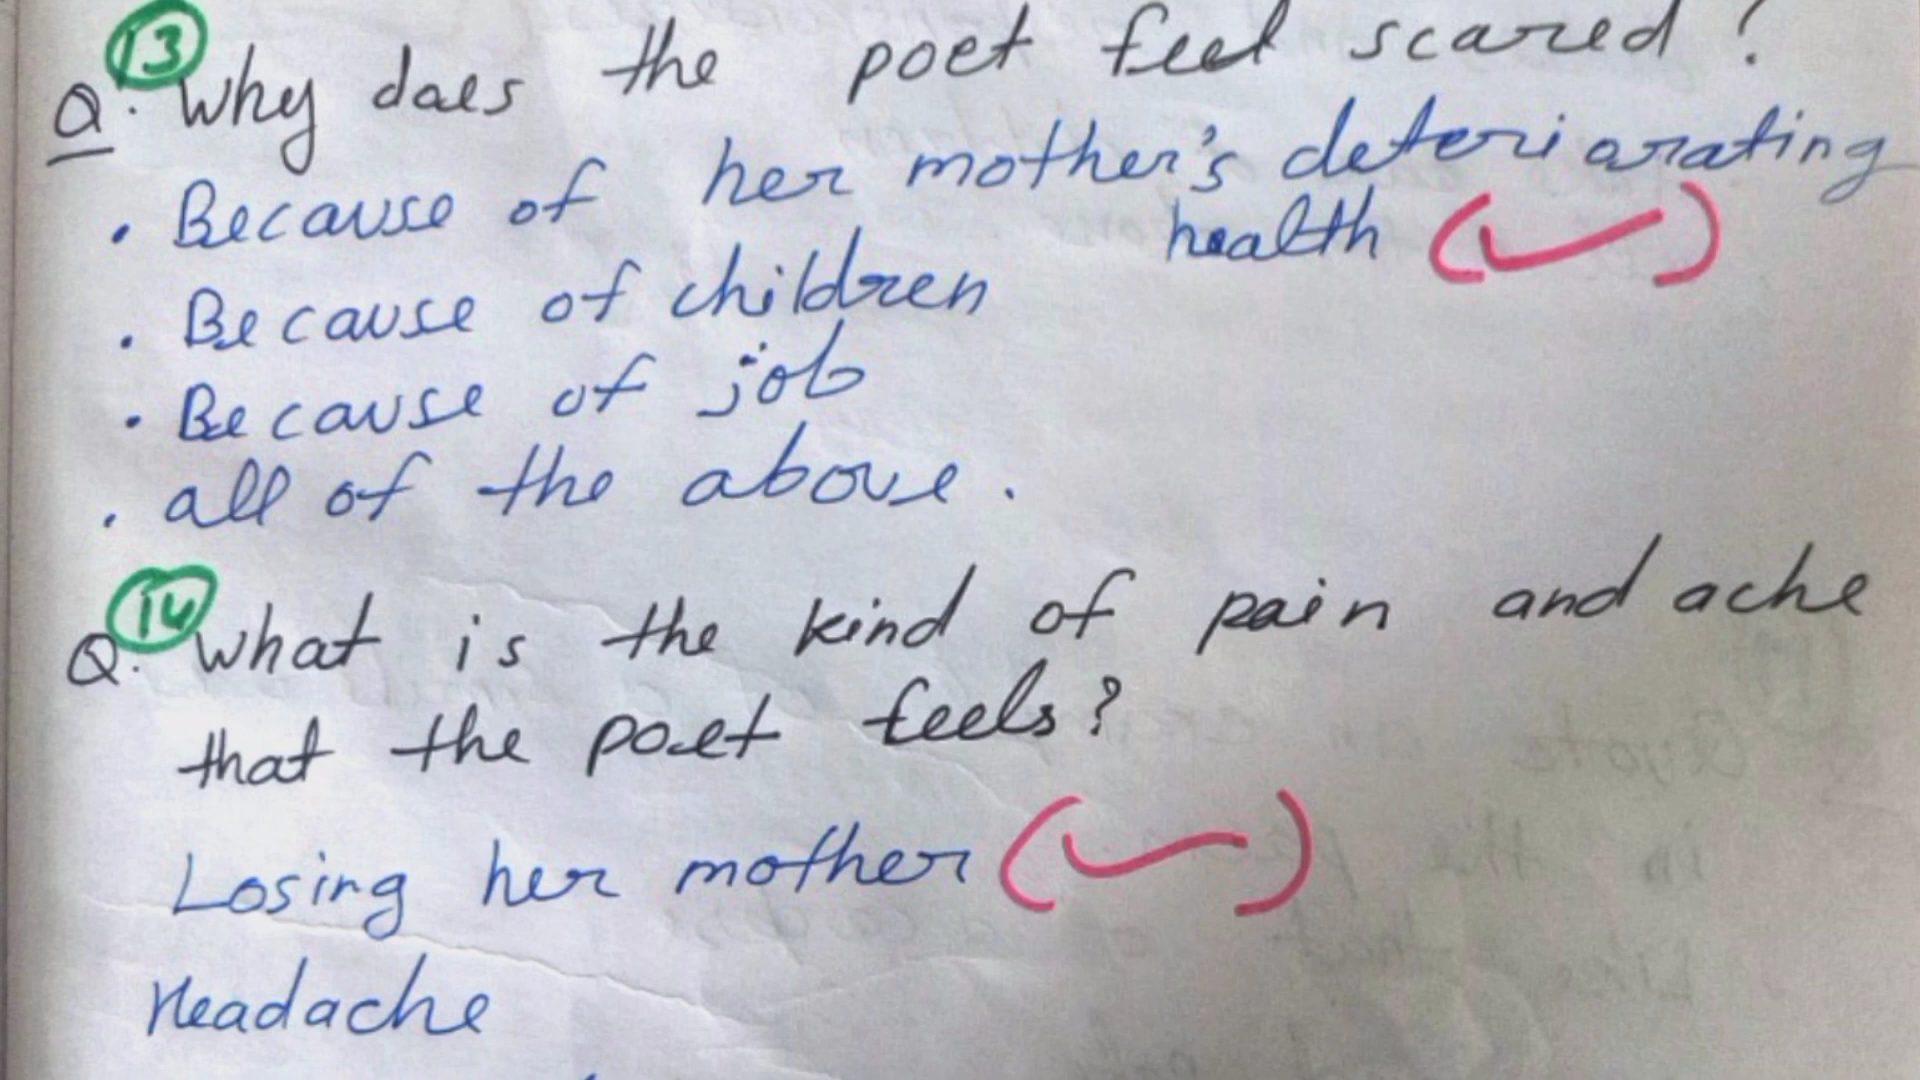 13
Q. Why does the poet feel scared?
. Because of her mother's deteriorating
health (✓)
. Because of children
. Because of job
. all of the above.
14
Q. What is the kind of pain and ache
that the poet feels?
Losing her mother (✓)
Headache